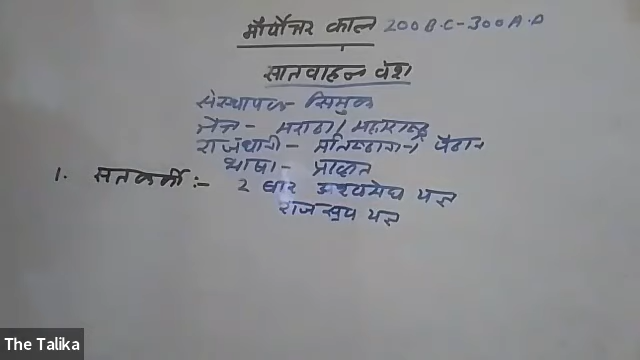 मौर्योत्तर काल 200 B.C-300 A.D
सातवाहन वंश
संस्थापक- सिमुक
क्षेत्र- मराठा / महाराष्ट्र
राजधानी- प्रतिष्ठान / पैठान
भाषा- प्राकृत
1. सतकर्णी :- 2 बार अश्वमेघ यज्ञ
राजसूय यज्ञ
The Talika